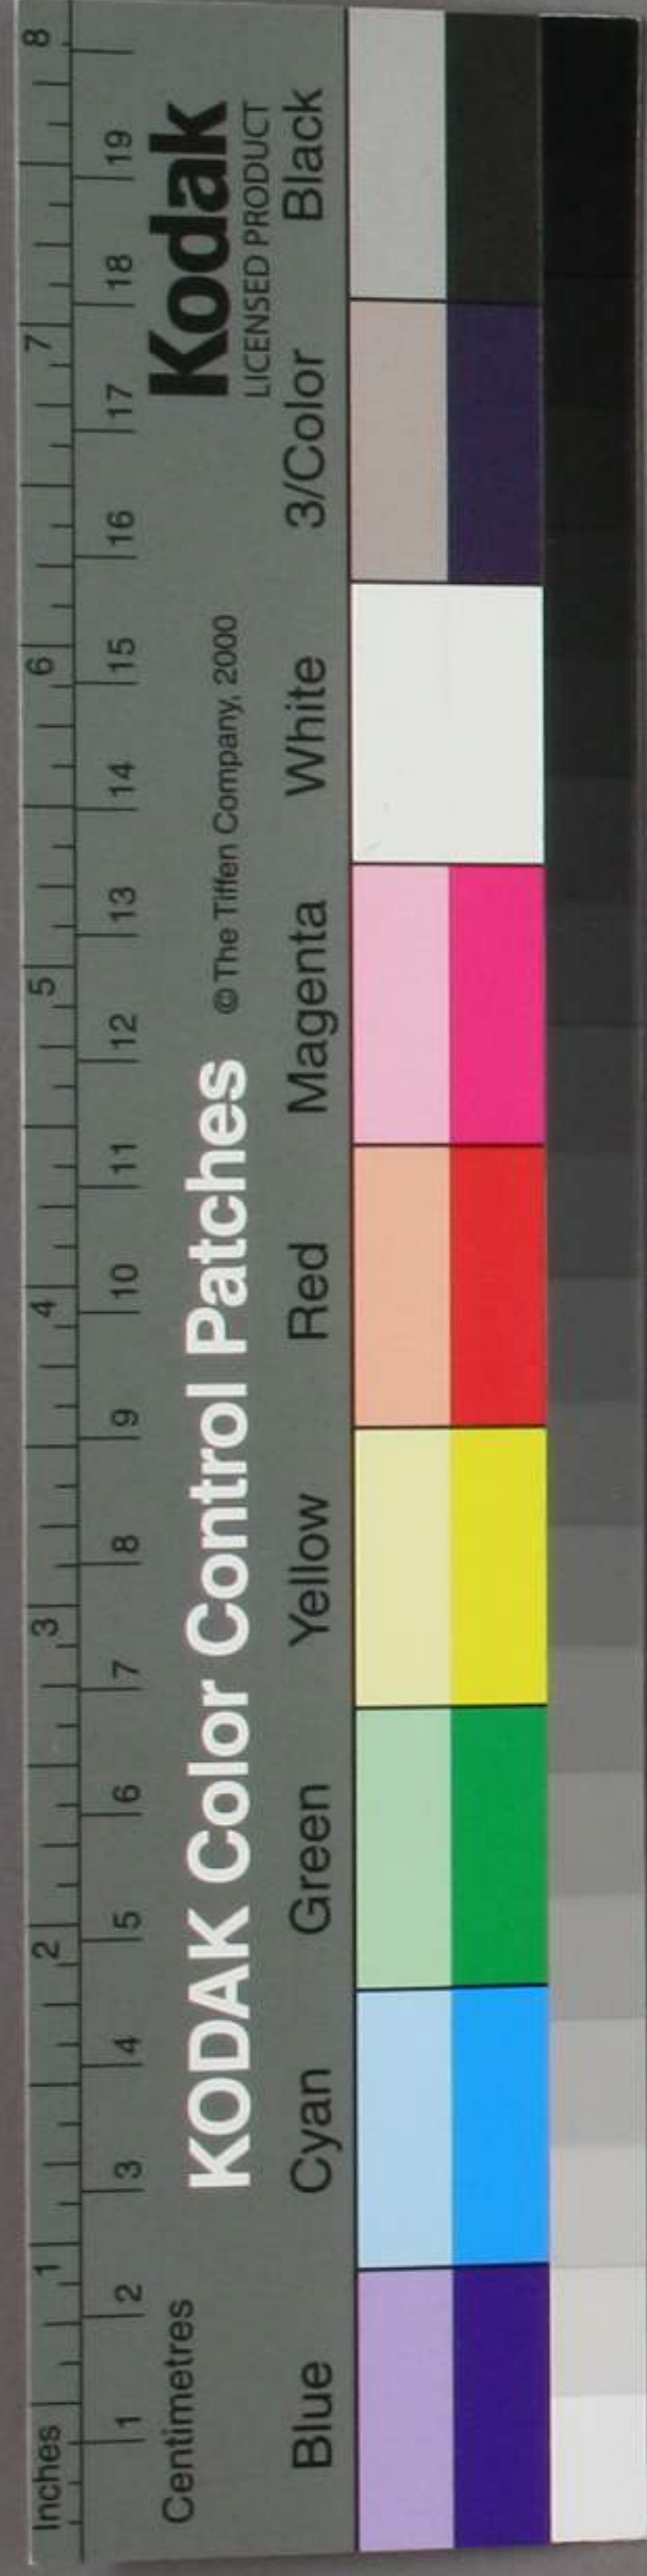 Inches 1 2 3 4 5 6 7 8
1 2 3 4 5 6 7 8 9 10 11 12 13 14 15 16 17 18 19
Centimetres
KODAK Color Control Patches © The Tiffen Company, 2000
Kodak
LICENSED PRODUCT
Blue Cyan Green Yellow Red Magenta White 3/Color Black